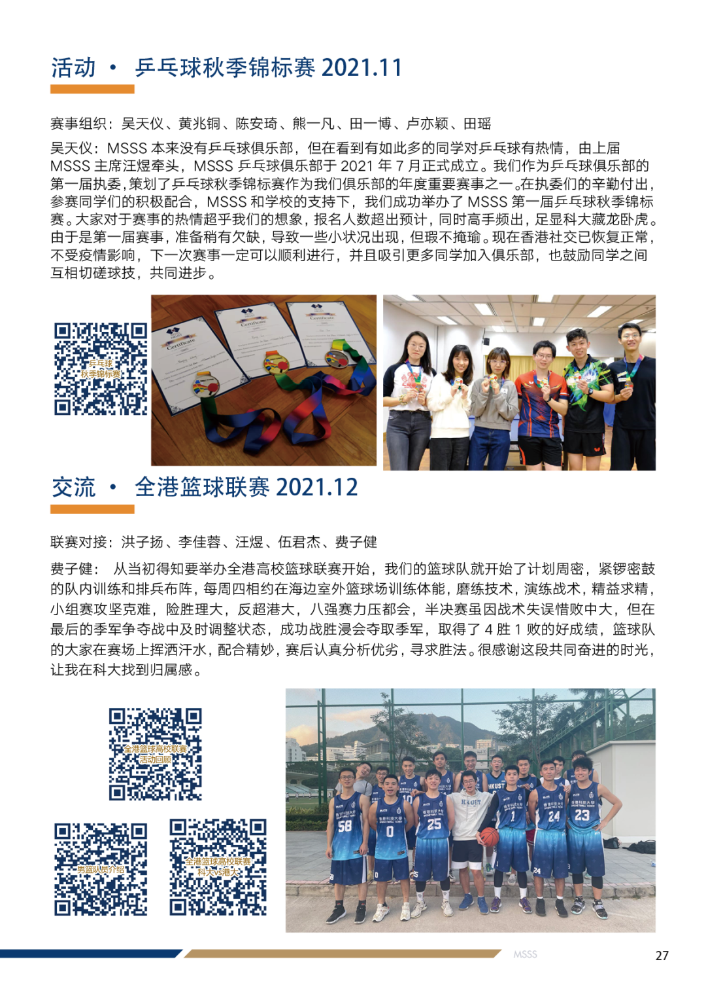 活动 · 乒乓球秋季锦标赛 2021.11
赛事组织：吴天仪、黄兆铜、陈安琦、熊一凡、田一博、卢亦颖、田瑶
吴天仪：MSSS 本来没有乒乓球俱乐部，但在看到有如此多的同学对乒乓球有热情，由上届
MSSS 主席汪煜牵头，MSSS 乒乓球俱乐部于 2021 年 7 月正式成立。我们作为乒乓球俱乐部的
第一届执委，策划了乒乓球秋季锦标赛作为我们俱乐部的年度重要赛事之一。在执委们的辛勤付出，
参赛同学们的积极配合，MSSS 和学校的支持下，我们成功举办了 MSSS 第一届乒乓球秋季锦标
赛。大家对于赛事的热情超乎我们的想象，报名人数超出预计，同时高手频出，足显科大藏龙卧虎。
由于是第一届赛事，准备稍有欠缺，导致一些小状况出现，但瑕不掩瑜。现在香港社交已恢复正常，
不受疫情影响，下一次赛事一定可以顺利进行，并且吸引更多同学加入俱乐部，也鼓励同学之间
互相切磋球技，共同进步。
乒乓球
秋季锦标赛
Certificate
Certificate
Certificate
交流 · 全港篮球联赛 2021.12
联赛对接：洪子扬、李佳蓉、汪煜、伍君杰、费子健
费子健： 从当初得知要举办全港高校篮球联赛开始，我们的篮球队就开始了计划周密，紧锣密鼓
的队内训练和排兵布阵，每周四相约在海边室外篮球场训练体能，磨练技术，演练战术，精益求精，
小组赛攻坚克难，险胜理大，反超港大，八强赛力压都会，半决赛虽因战术失误惜败中大，但在
最后的季军争夺战中及时调整状态，成功战胜浸会夺取季军，取得了 4 胜 1 败的好成绩，篮球队
的大家在赛场上挥洒汗水，配合精妙，赛后认真分析优劣，寻求胜法。很感谢这段共同奋进的时光，
让我在科大找到归属感。
全港篮球高校联赛
活动回顾
男篮队员介绍
全港篮球高校联赛
科大vs港大
HKUST
HKUST
香港科技大學
58
0
10
25
1
24
23
MSSS
27